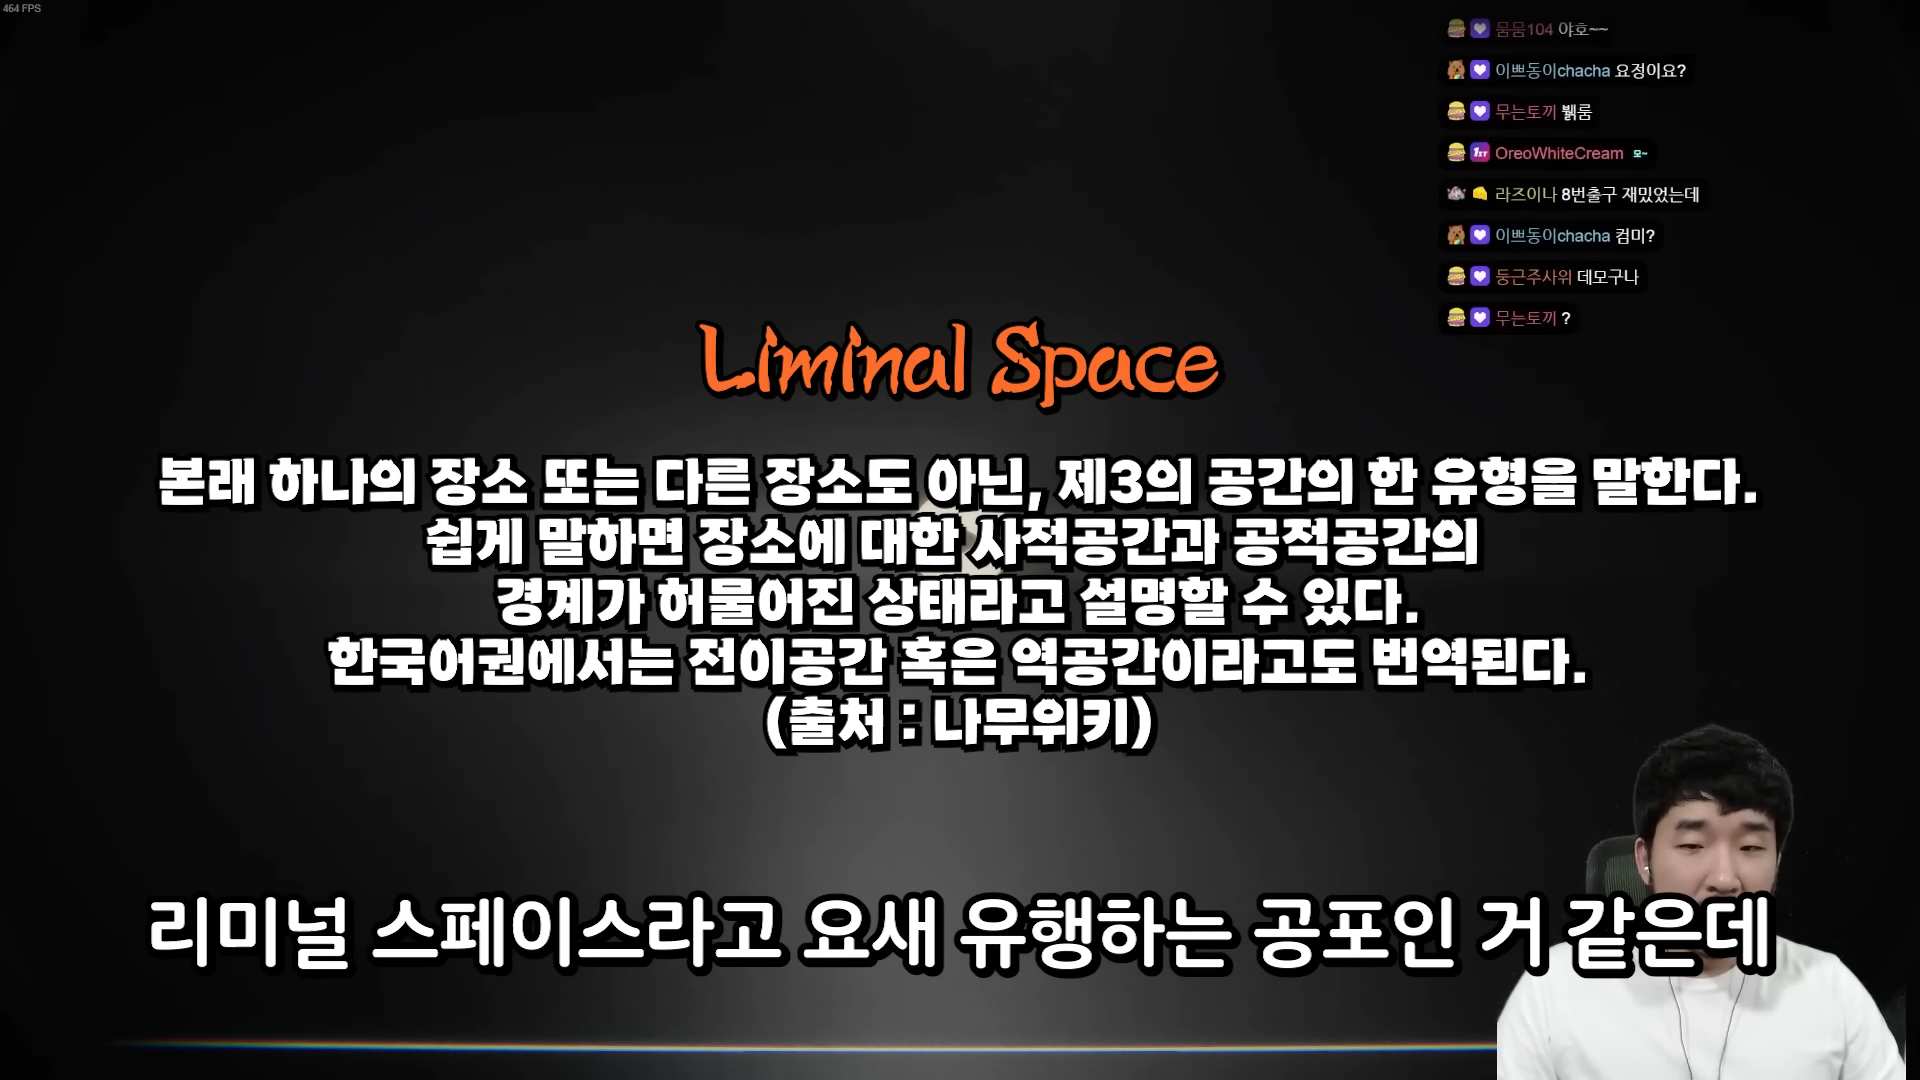 464 FPS
뭄뭄104 야호~~
이쁘동이chacha 요정이요?
무는토끼 뷁룸
OreoWhiteCream
라즈이나 8번출구 재밌었는데
이쁘동이chacha 컴미?
둥근주사위 데모구나
무는토끼 ?
Liminal Space
본래 하나의 장소 또는 다른 장소도 아닌, 제3의 공간의 한 유형을 말한다.
쉽게 말하면 장소에 대한 사적공간과 공적공간의
경계가 허물어진 상태라고 설명할 수 있다.
한국어권에서는 전이공간 혹은 역공간이라고도 번역된다.
(출처 : 나무위키)
리미널 스페이스라고 요새 유행하는 공포인 거 같은데